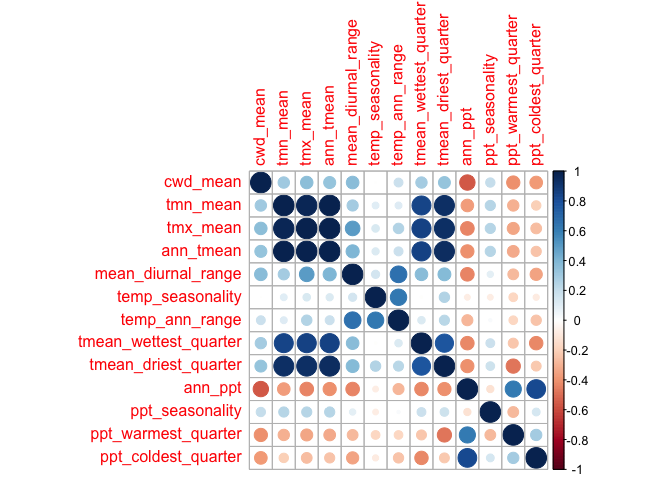 cwd_mean
tmn_mean
tmx_mean
ann_tmean
mean_diurnal_range
temp_seasonality
temp_ann_range
tmean_wettest_quarter
tmean_driest_quarter
ann_ppt
ppt_seasonality
ppt_warmest_quarter
ppt_coldest_quarter
cwd_mean
tmn_mean
tmx_mean
ann_tmean
mean_diurnal_range
temp_seasonality
temp_ann_range
tmean_wettest_quarter
tmean_driest_quarter
ann_ppt
ppt_seasonality
ppt_warmest_quarter
ppt_coldest_quarter
1
0.8
0.6
0.4
0.2
0
-0.2
-0.4
-0.6
-0.8
-1